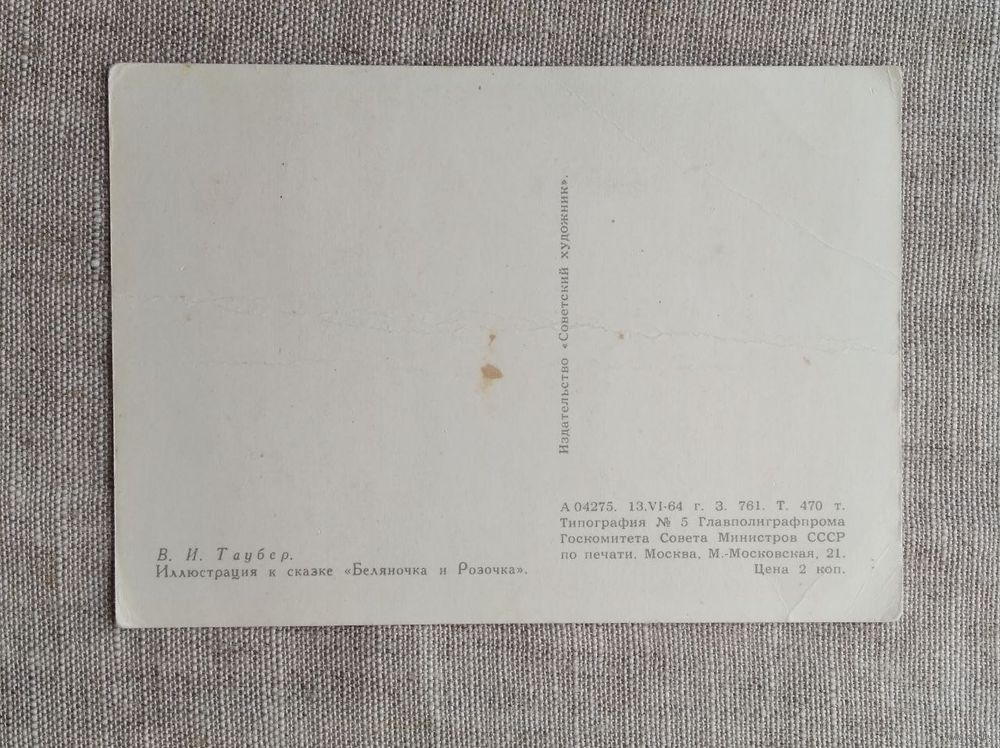 В. И. Таубер.
Иллюстрация к сказке «Беляночка и Розочка».
Издательство «Советский художник».
А 04275. 13.VI-64 г. З. 761. Т. 470 т.
Типография № 5 Главполиграфпрома
Госкомитета Совета Министров СССР
по печати. Москва, М.-Московская, 21.
Цена 2 коп.